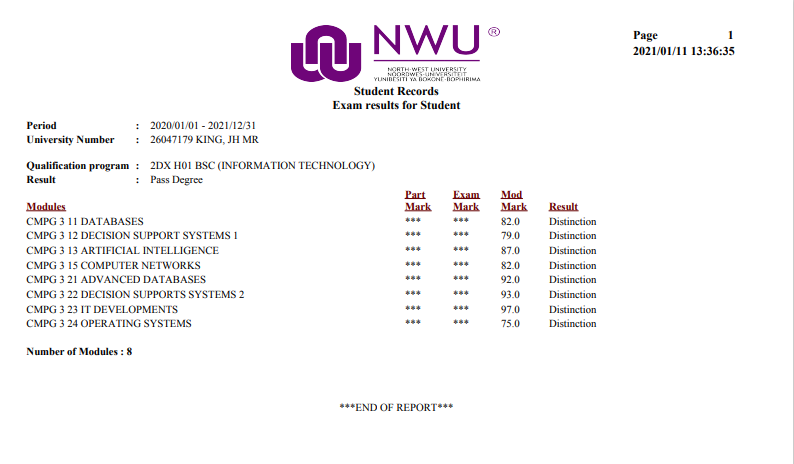 NWU ®
NORTH-WEST UNIVERSITY
NOORDWES-UNIVERSITEIT
YUNIBESITI YA BOKONE-BOPHIRIMA
Page 1
2021/01/11 13:36:35
Student Records
Exam results for Student
Period : 2020/01/01 - 2021/12/31
University Number : 26047179 KING, JH MR
Qualification program : 2DX H01 BSC (INFORMATION TECHNOLOGY)
Result : Pass Degree
Part Exam Mod
Modules Mark Mark Mark Result
CMPG 3 11 DATABASES *** *** 82.0 Distinction
CMPG 3 12 DECISION SUPPORT SYSTEMS 1 *** *** 79.0 Distinction
CMPG 3 13 ARTIFICIAL INTELLIGENCE *** *** 87.0 Distinction
CMPG 3 15 COMPUTER NETWORKS *** *** 82.0 Distinction
CMPG 3 21 ADVANCED DATABASES *** *** 92.0 Distinction
CMPG 3 22 DECISION SUPPORTS SYSTEMS 2 *** *** 93.0 Distinction
CMPG 3 23 IT DEVELOPMENTS *** *** 97.0 Distinction
CMPG 3 24 OPERATING SYSTEMS *** *** 75.0 Distinction
Number of Modules : 8
***END OF REPORT***